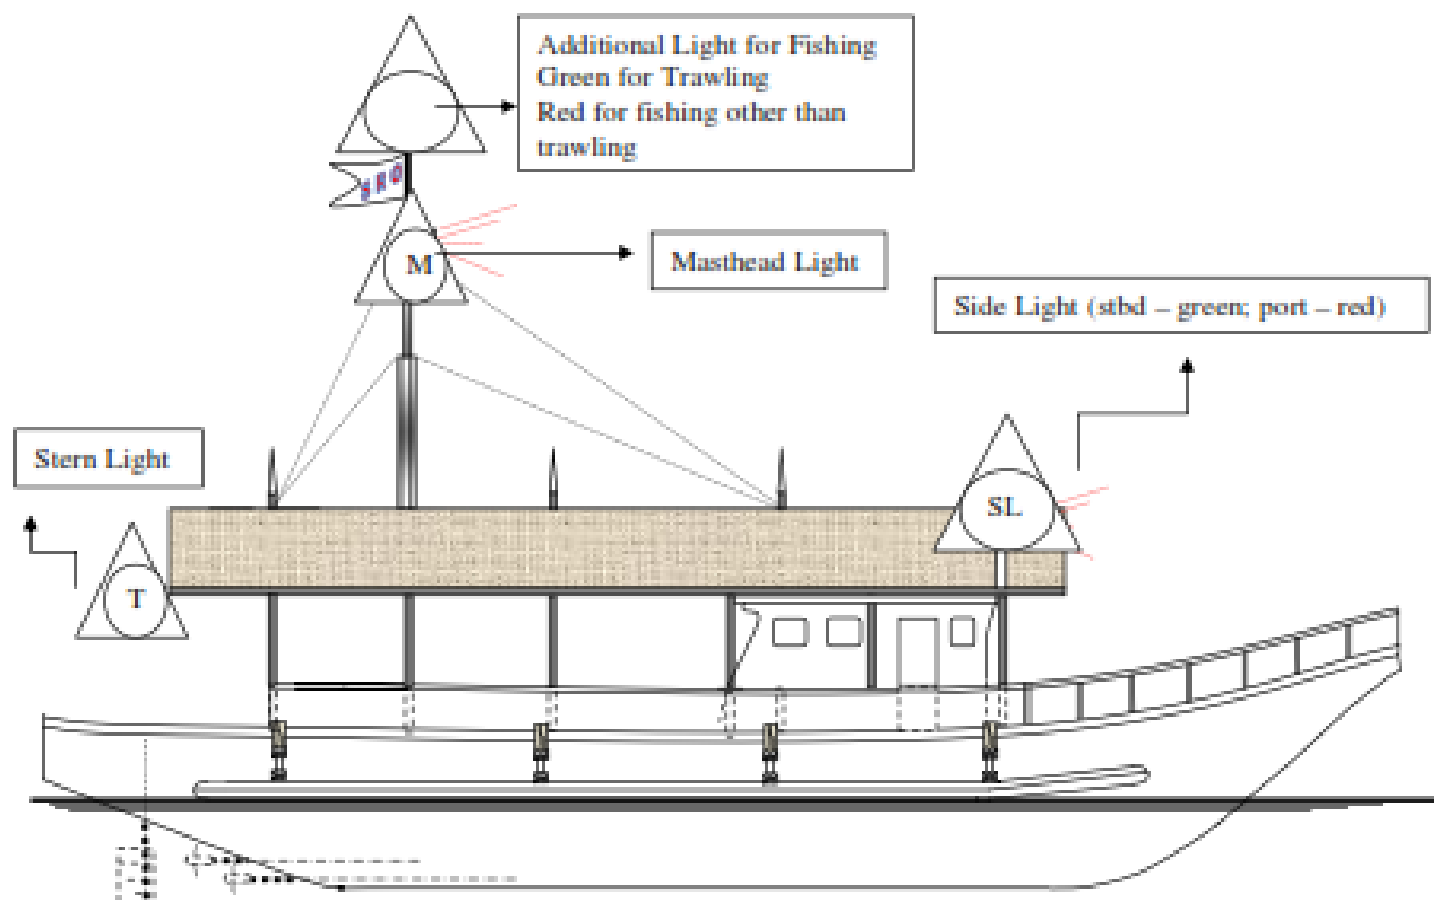 Additional Light for Fishing
Green for Trawling
Red for fishing other than
trawling
M
Masthead Light
Side Light (stbd – green; port – red)
Stern Light
SL
T